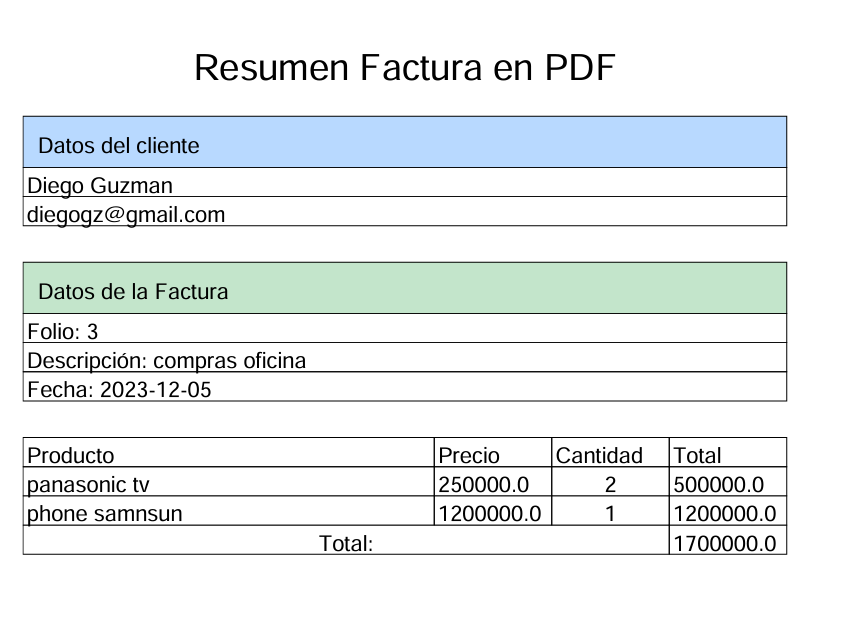 Resumen Factura en PDF
Datos del cliente
Diego Guzman
diegogz@gmail.com
Datos de la Factura
Folio: 3
Descripción: compras oficina
Fecha: 2023-12-05
Producto Precio Cantidad Total
panasonic tv 250000.0 2 500000.0
phone samnsun 1200000.0 1 1200000.0
Total: 1700000.0